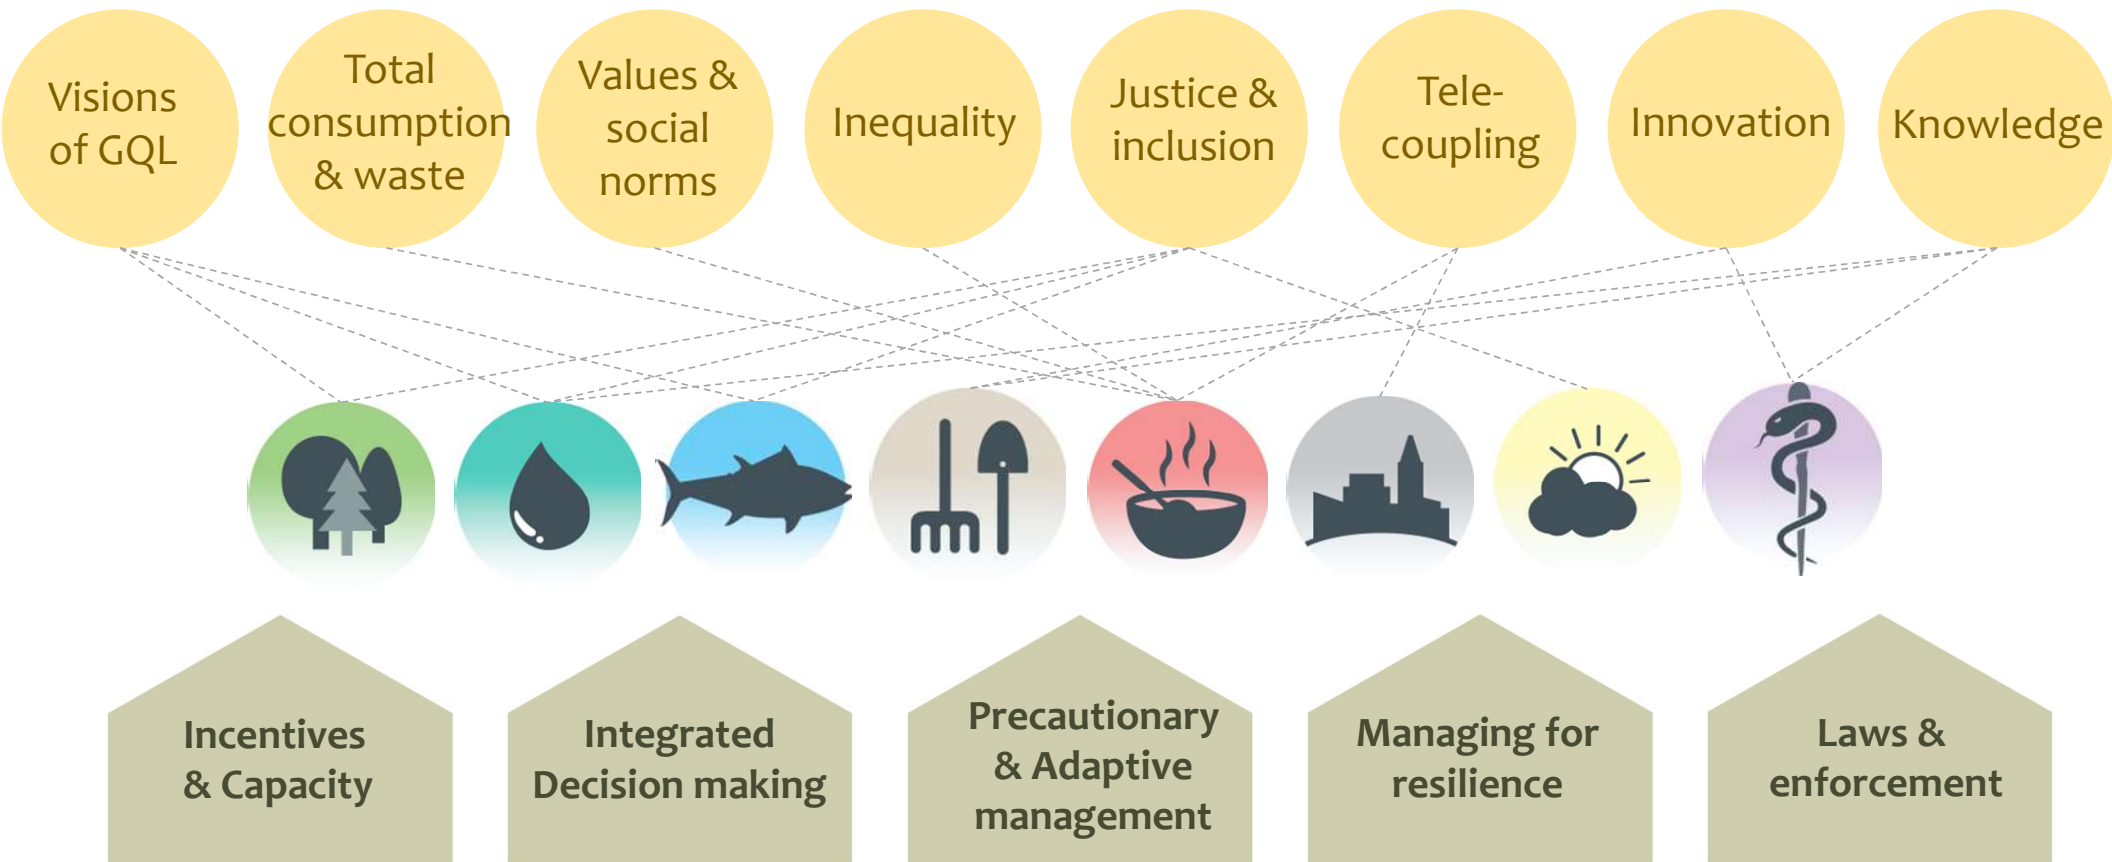 Visions
of GQL
Total
consumption
& waste
Values &
social
norms
Inequality
Justice &
inclusion
Tele-
coupling
Innovation
Knowledge
Incentives
& Capacity
Integrated
Decision making
Precautionary
& Adaptive
management
Managing for
resilience
Laws &
enforcement